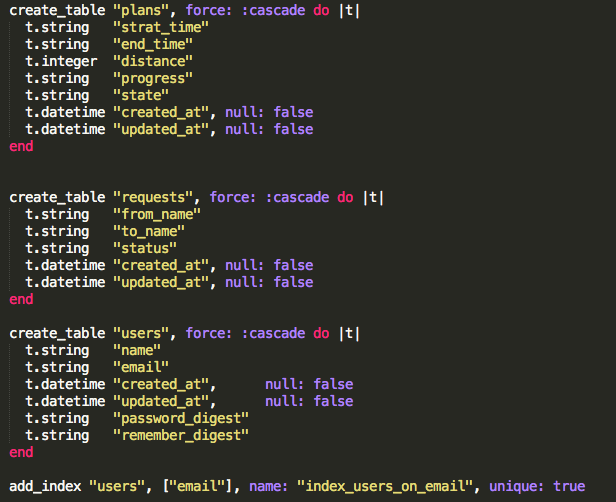 create_table "plans", force: :cascade do |t|
  t.string   "strat_time"
  t.string   "end_time"
  t.integer  "distance"
  t.string   "progress"
  t.string   "state"
  t.datetime "created_at", null: false
  t.datetime "updated_at", null: false
end
create_table "requests", force: :cascade do |t|
  t.string   "from_name"
  t.string   "to_name"
  t.string   "status"
  t.datetime "created_at", null: false
  t.datetime "updated_at", null: false
end
create_table "users", force: :cascade do |t|
  t.string   "name"
  t.string   "email"
  t.datetime "created_at",      null: false
  t.datetime "updated_at",      null: false
  t.string   "password_digest"
  t.string   "remember_digest"
end
add_index "users", ["email"], name: "index_users_on_email", unique: true